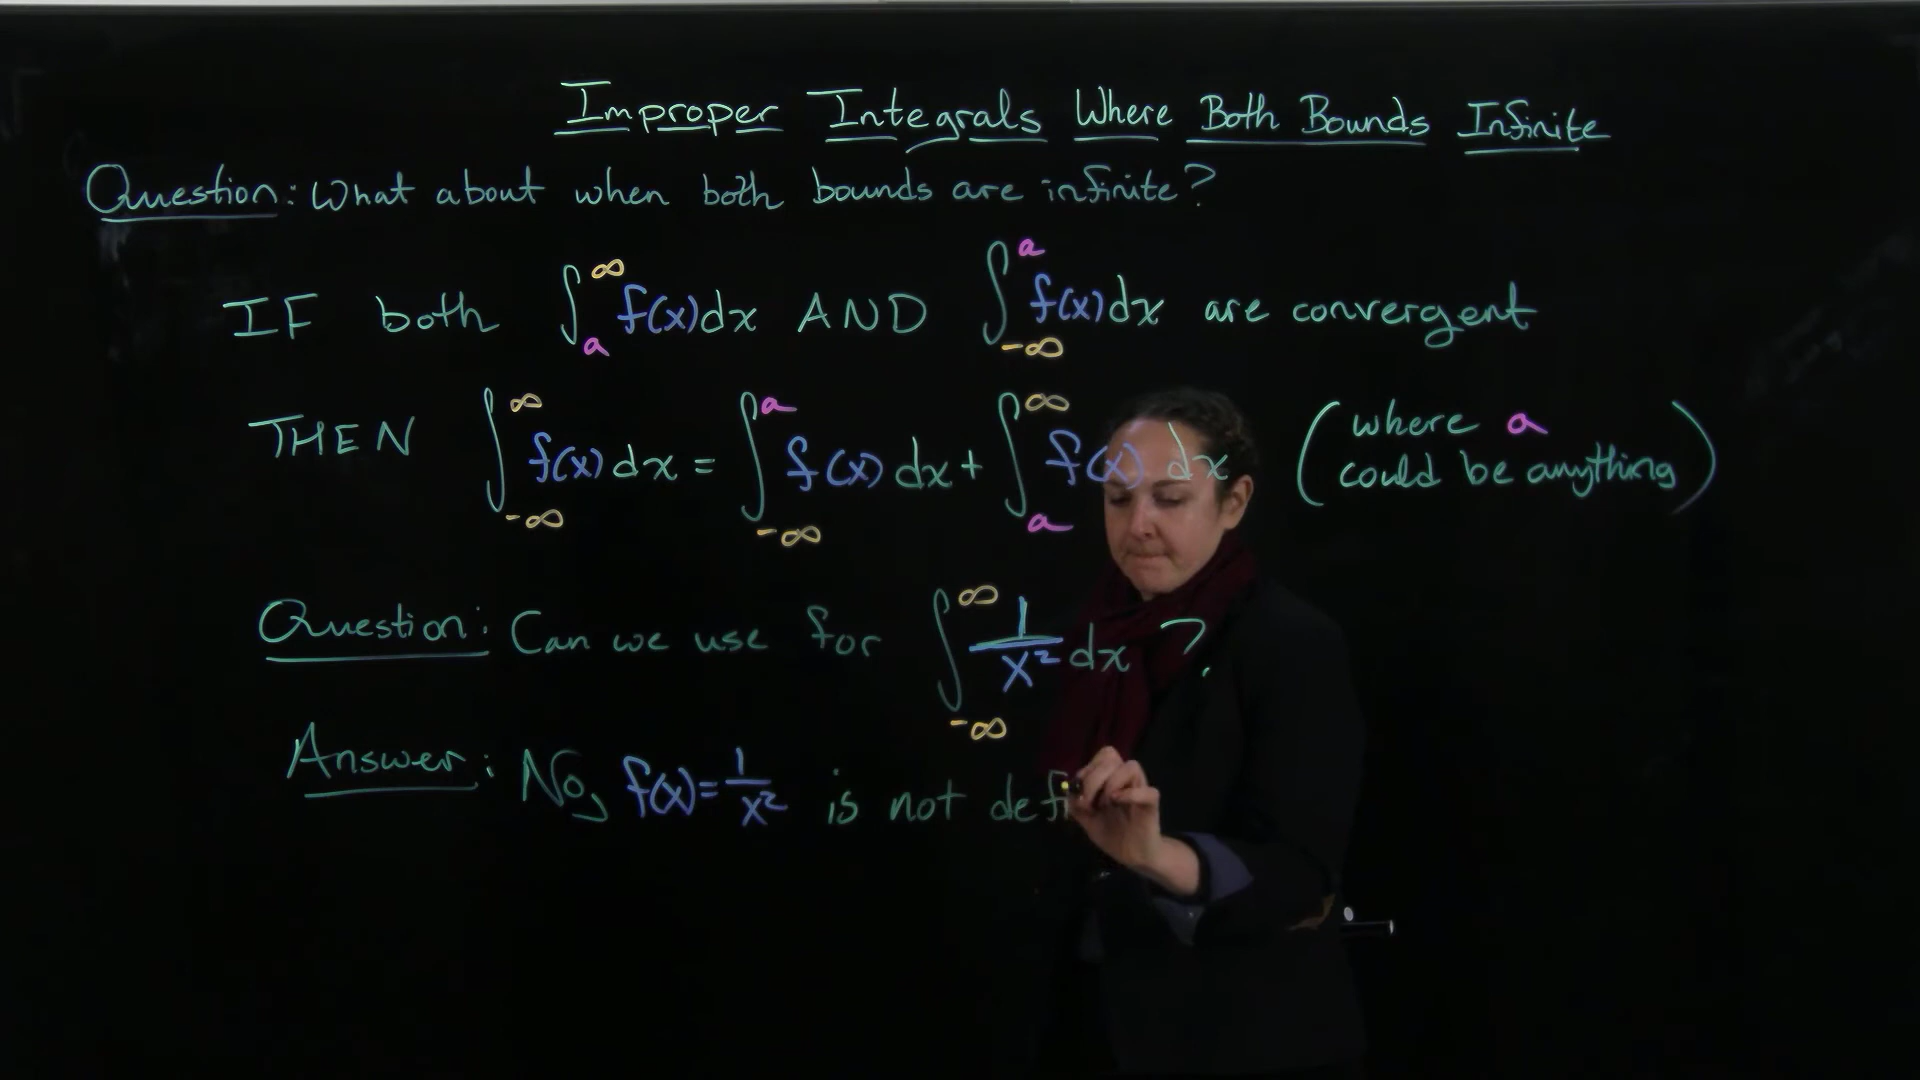 Improper Integrals Where Both Bounds Infinite
Question: What about when both bounds are infinite?
IF both ∫_a^∞ f(x)dx AND ∫_{-∞}^a f(x)dx are convergent
THEN ∫_{-∞}^∞ f(x)dx = ∫_{-∞}^a f(x)dx + ∫_a^∞ f(x)dx (where a could be anything)
Question: Can we use for ∫_{-∞}^∞ 1/x² dx?
Answer: No, f(x)=1/x² is not defi